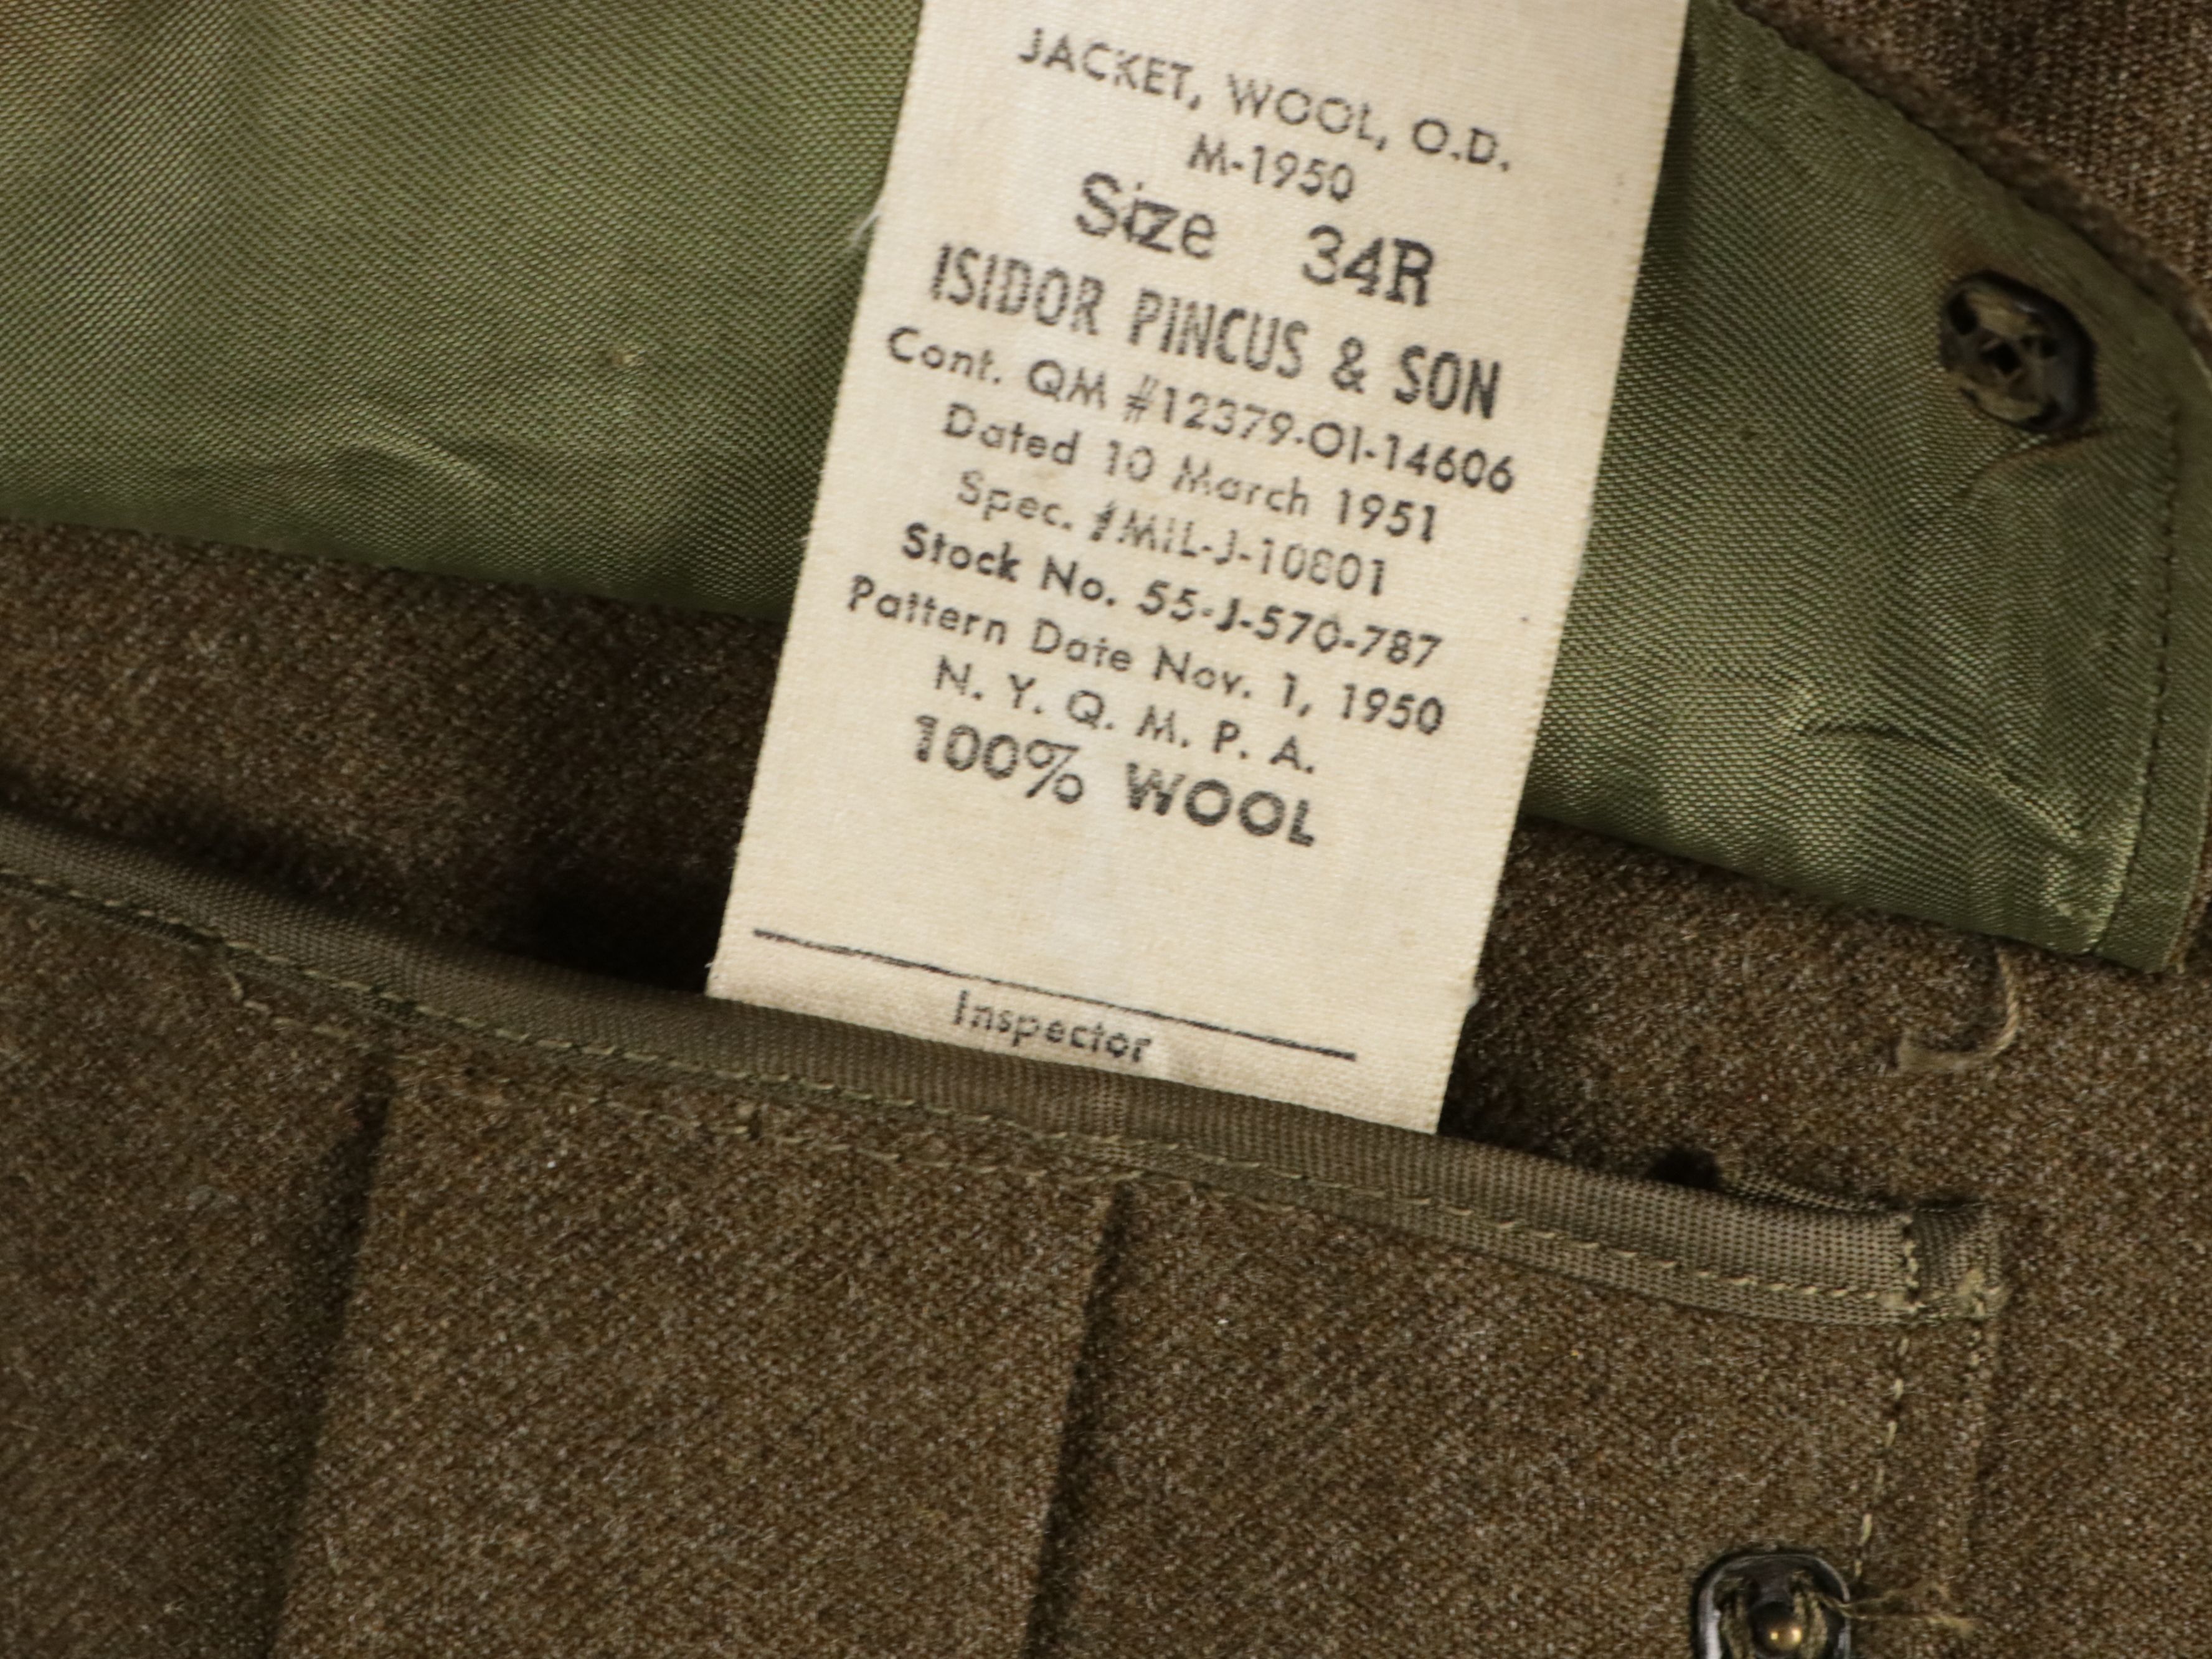 JACKET, WOOL, O.D.
M-1950
Size 34R
ISIDOR PINCUS & SON
Cont. QM #12379-OI-14606
Dated 10 March 1951
Spec. #MIL-J-10801
Stock No. 55-J-570-787
Pattern Date Nov. 1, 1950
N. Y. Q. M. P. A.
100% WOOL
Inspector